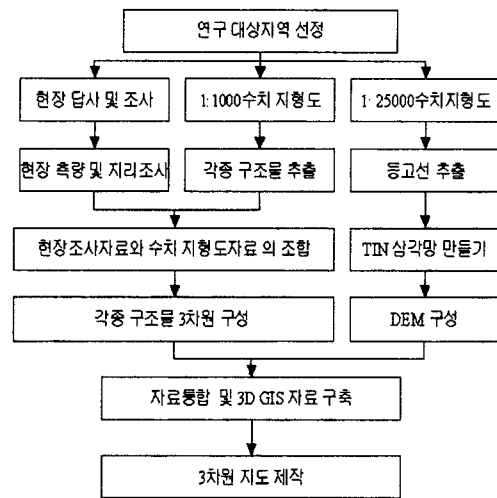 연구 대상지역 선정
현장 답사 및 조사
1:1000수치 지형도
1: 25000수치지형도
현장 측량 및 지리조사
각종 구조물 추출
등고선 추출
현장조사자료와 수치 지형도자료 의 조합
TIN 삼각망 만들기
각종 구조물 3차원 구성
DEM 구성
자료통합 및 3D GIS 자료 구축
3차원 지도 제작